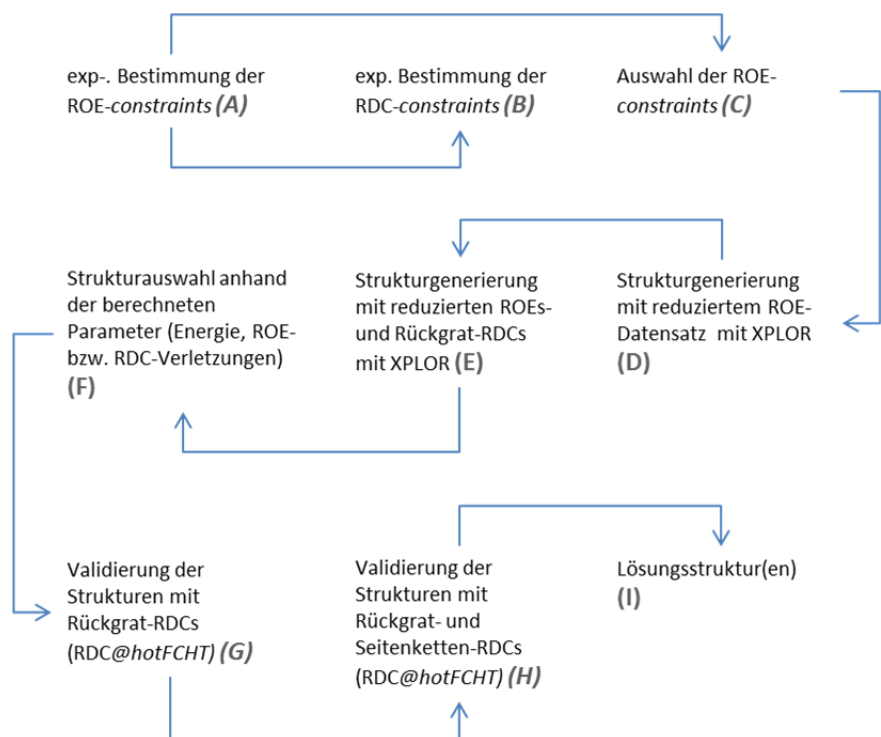 exp-. Bestimmung der
ROE-constraints (A)
exp. Bestimmung der
RDC-constraints (B)
Auswahl der ROE-
constraints (C)
Strukturauswahl anhand
der berechneten
Parameter (Energie, ROE-
bzw. RDC-Verletzungen)
(F)
Strukturgenerierung
mit reduzierten ROEs-
und Rückgrat-RDCs
mit XPLOR (E)
Strukturgenerierung
mit reduziertem ROE-
Datensatz mit XPLOR
(D)
Validierung der
Strukturen mit
Rückgrat-RDCs
(RDC@hotFCHT) (G)
Validierung der
Strukturen mit
Rückgrat- und
Seitenketten-RDCs
(RDC@hotFCHT) (H)
Lösungsstruktur(en)
(I)